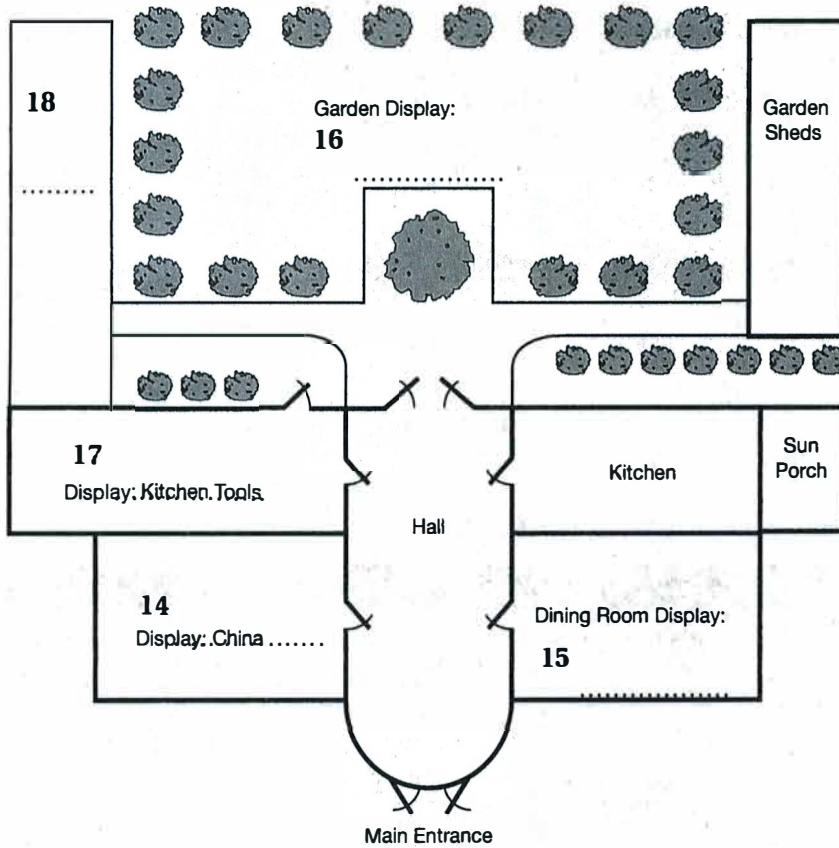 18
Garden Display:
16
Garden
Sheds
17
Display: Kitchen Tools
Kitchen
Sun
Porch
Hall
14
Display: China .......
Dining Room Display:
15
Main Entrance